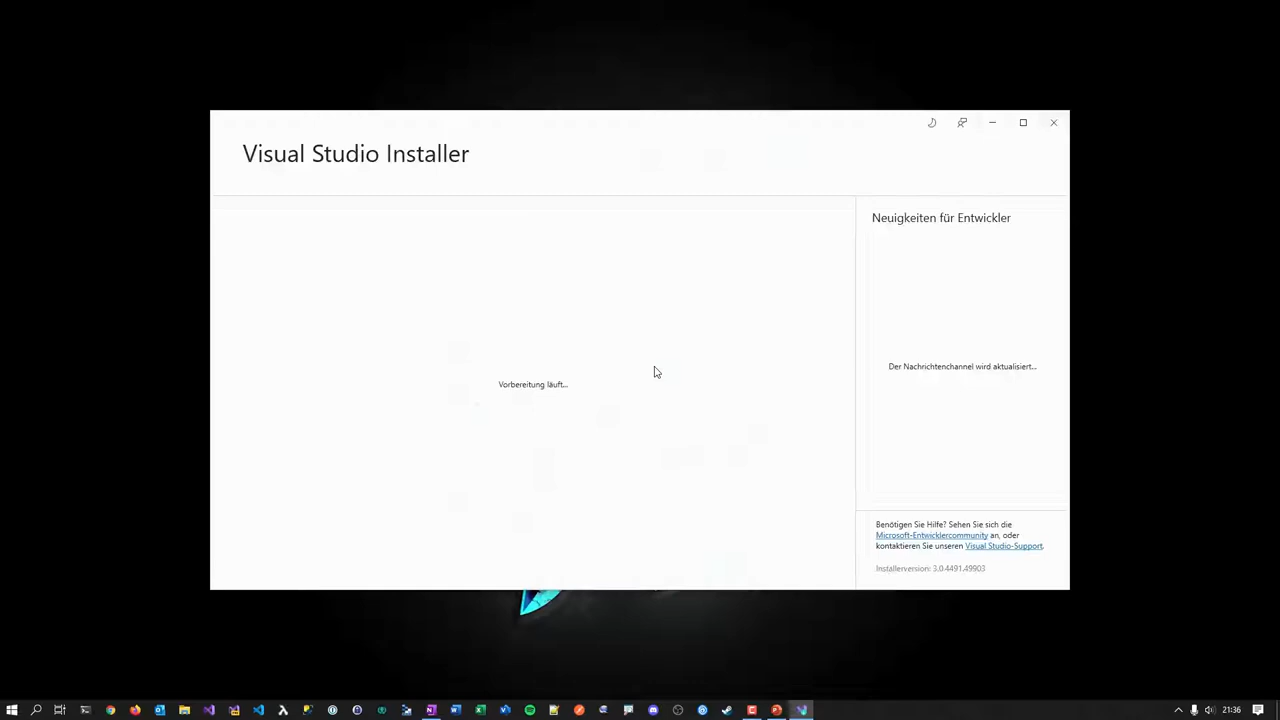 Visual Studio Installer
Neuigkeiten für Entwickler
Vorbereitung läuft...
Der Nachrichtenchannel wird aktualisiert...
Benötigen Sie Hilfe? Sehen Sie sich die
Microsoft-Entwicklercommunity an, oder
kontaktieren Sie unseren Visual Studio-Support.
Installerversion: 3.0.4491.49903
21:36